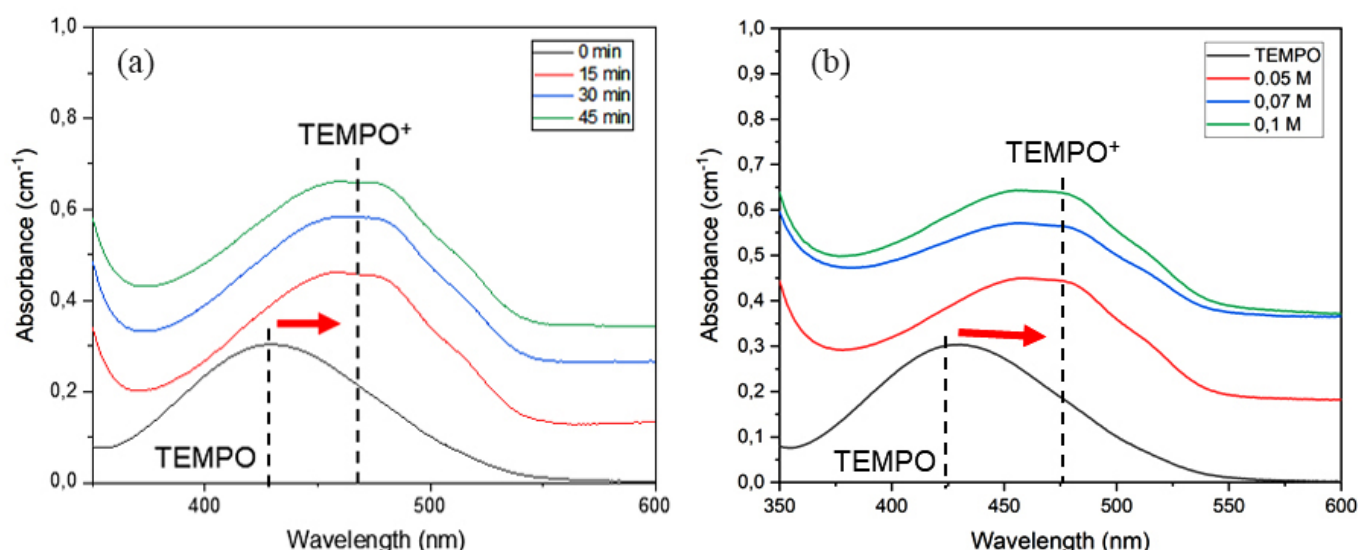 (a)
0 min
15 min
30 min
45 min
TEMPO⁺
TEMPO
Absorbance (cm⁻¹)
1,0
0,8
0,6
0,4
0,2
0,0
400
500
600
Wavelength (nm)
(b)
TEMPO
0.05 M
0,07 M
0,1 M
TEMPO⁺
TEMPO
Absorbance (cm⁻¹)
1,0
0,9
0,8
0,7
0,6
0,5
0,4
0,3
0,2
0,1
0,0
350
400
450
500
550
600
Wavelength (nm)